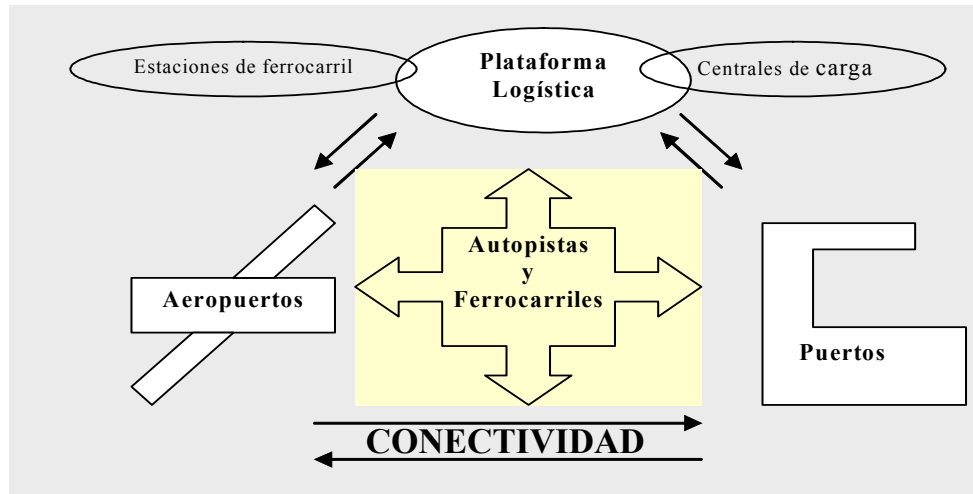 Estaciones de ferrocarril
Plataforma
Logística
Centrales de carga
Autopistas
y
Ferrocarriles
Aeropuertos
Puertos
CONECTIVIDAD